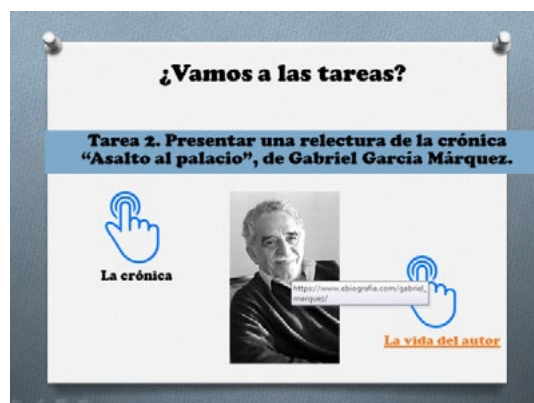 ¿Vamos a las tareas?
Tarea 2. Presentar una relectura de la crónica
“Asalto al palacio”, de Gabriel García Márquez.
La crónica
https://www.ebiografia.com/gabriel_
marquez/
La vida del autor